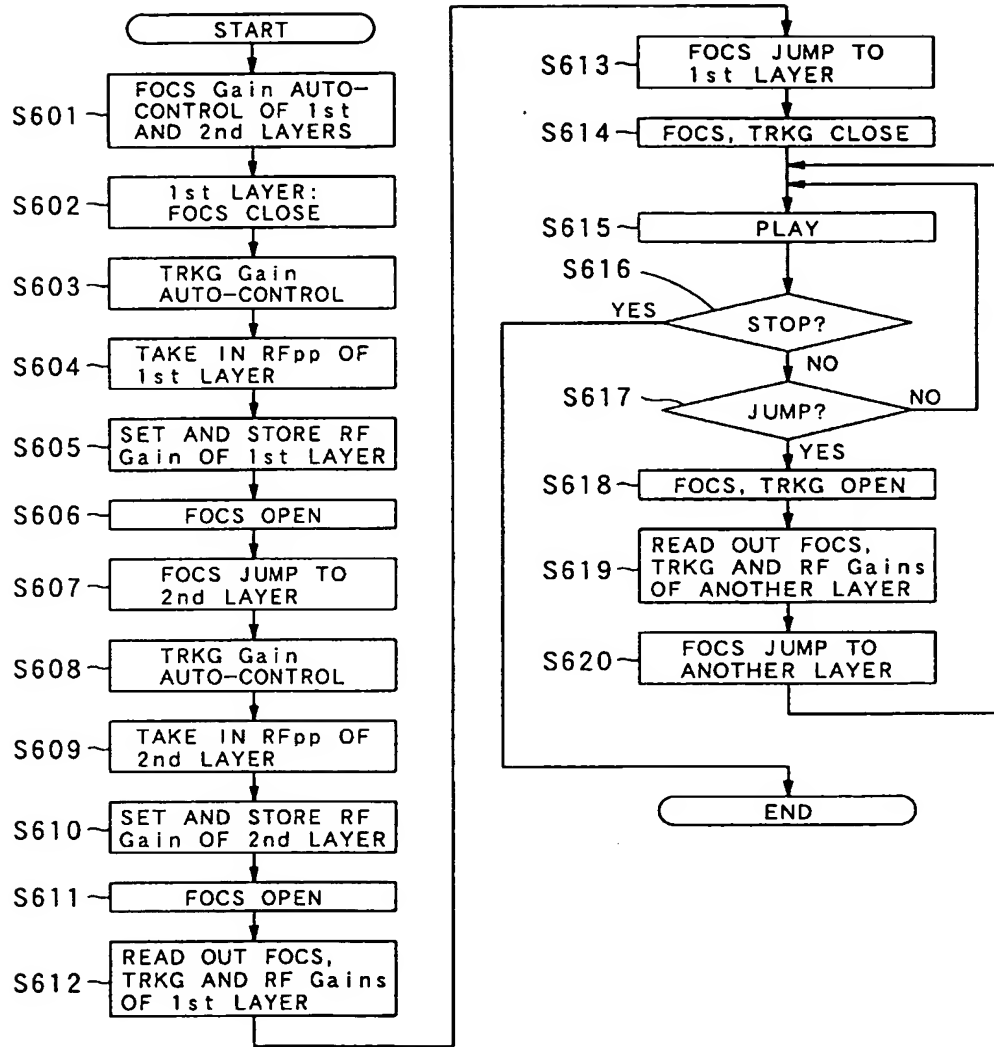 START
S601
FOCS Gain AUTO-
CONTROL OF 1st
AND 2nd LAYERS
S602
1st LAYER:
FOCS CLOSE
S603
TRKG Gain
AUTO-CONTROL
S604
TAKE IN RFpp OF
1st LAYER
S605
SET AND STORE RF
Gain OF 1st LAYER
S606
FOCS OPEN
S607
FOCS JUMP TO
2nd LAYER
S608
TRKG Gain
AUTO-CONTROL
S609
TAKE IN RFpp OF
2nd LAYER
S610
SET AND STORE RF
Gain OF 2nd LAYER
S611
FOCS OPEN
S612
READ OUT FOCS,
TRKG AND RF Gains
OF 1st LAYER
S613
FOCS JUMP TO
1st LAYER
S614
FOCS, TRKG CLOSE
S615
PLAY
S616
YES
STOP?
NO
S617
JUMP?
NO
YES
S618
FOCS, TRKG OPEN
S619
READ OUT FOCS,
TRKG AND RF Gains
OF ANOTHER LAYER
S620
FOCS JUMP TO
ANOTHER LAYER
END